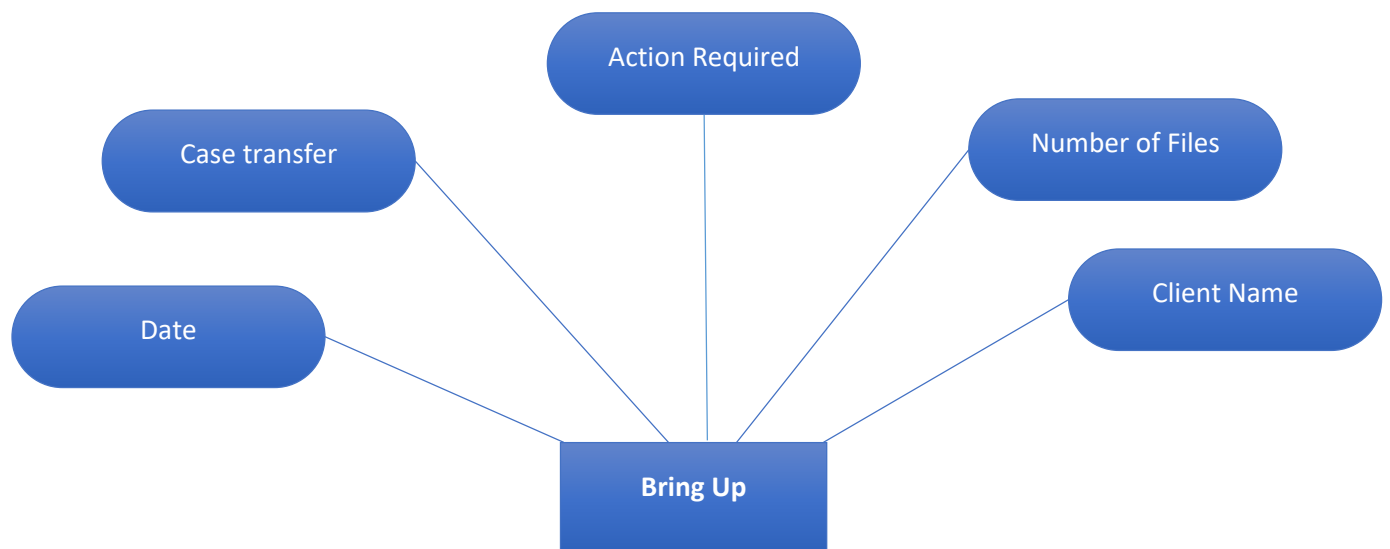 Action Required
Case transfer
Number of Files
Client Name
Date
Bring Up